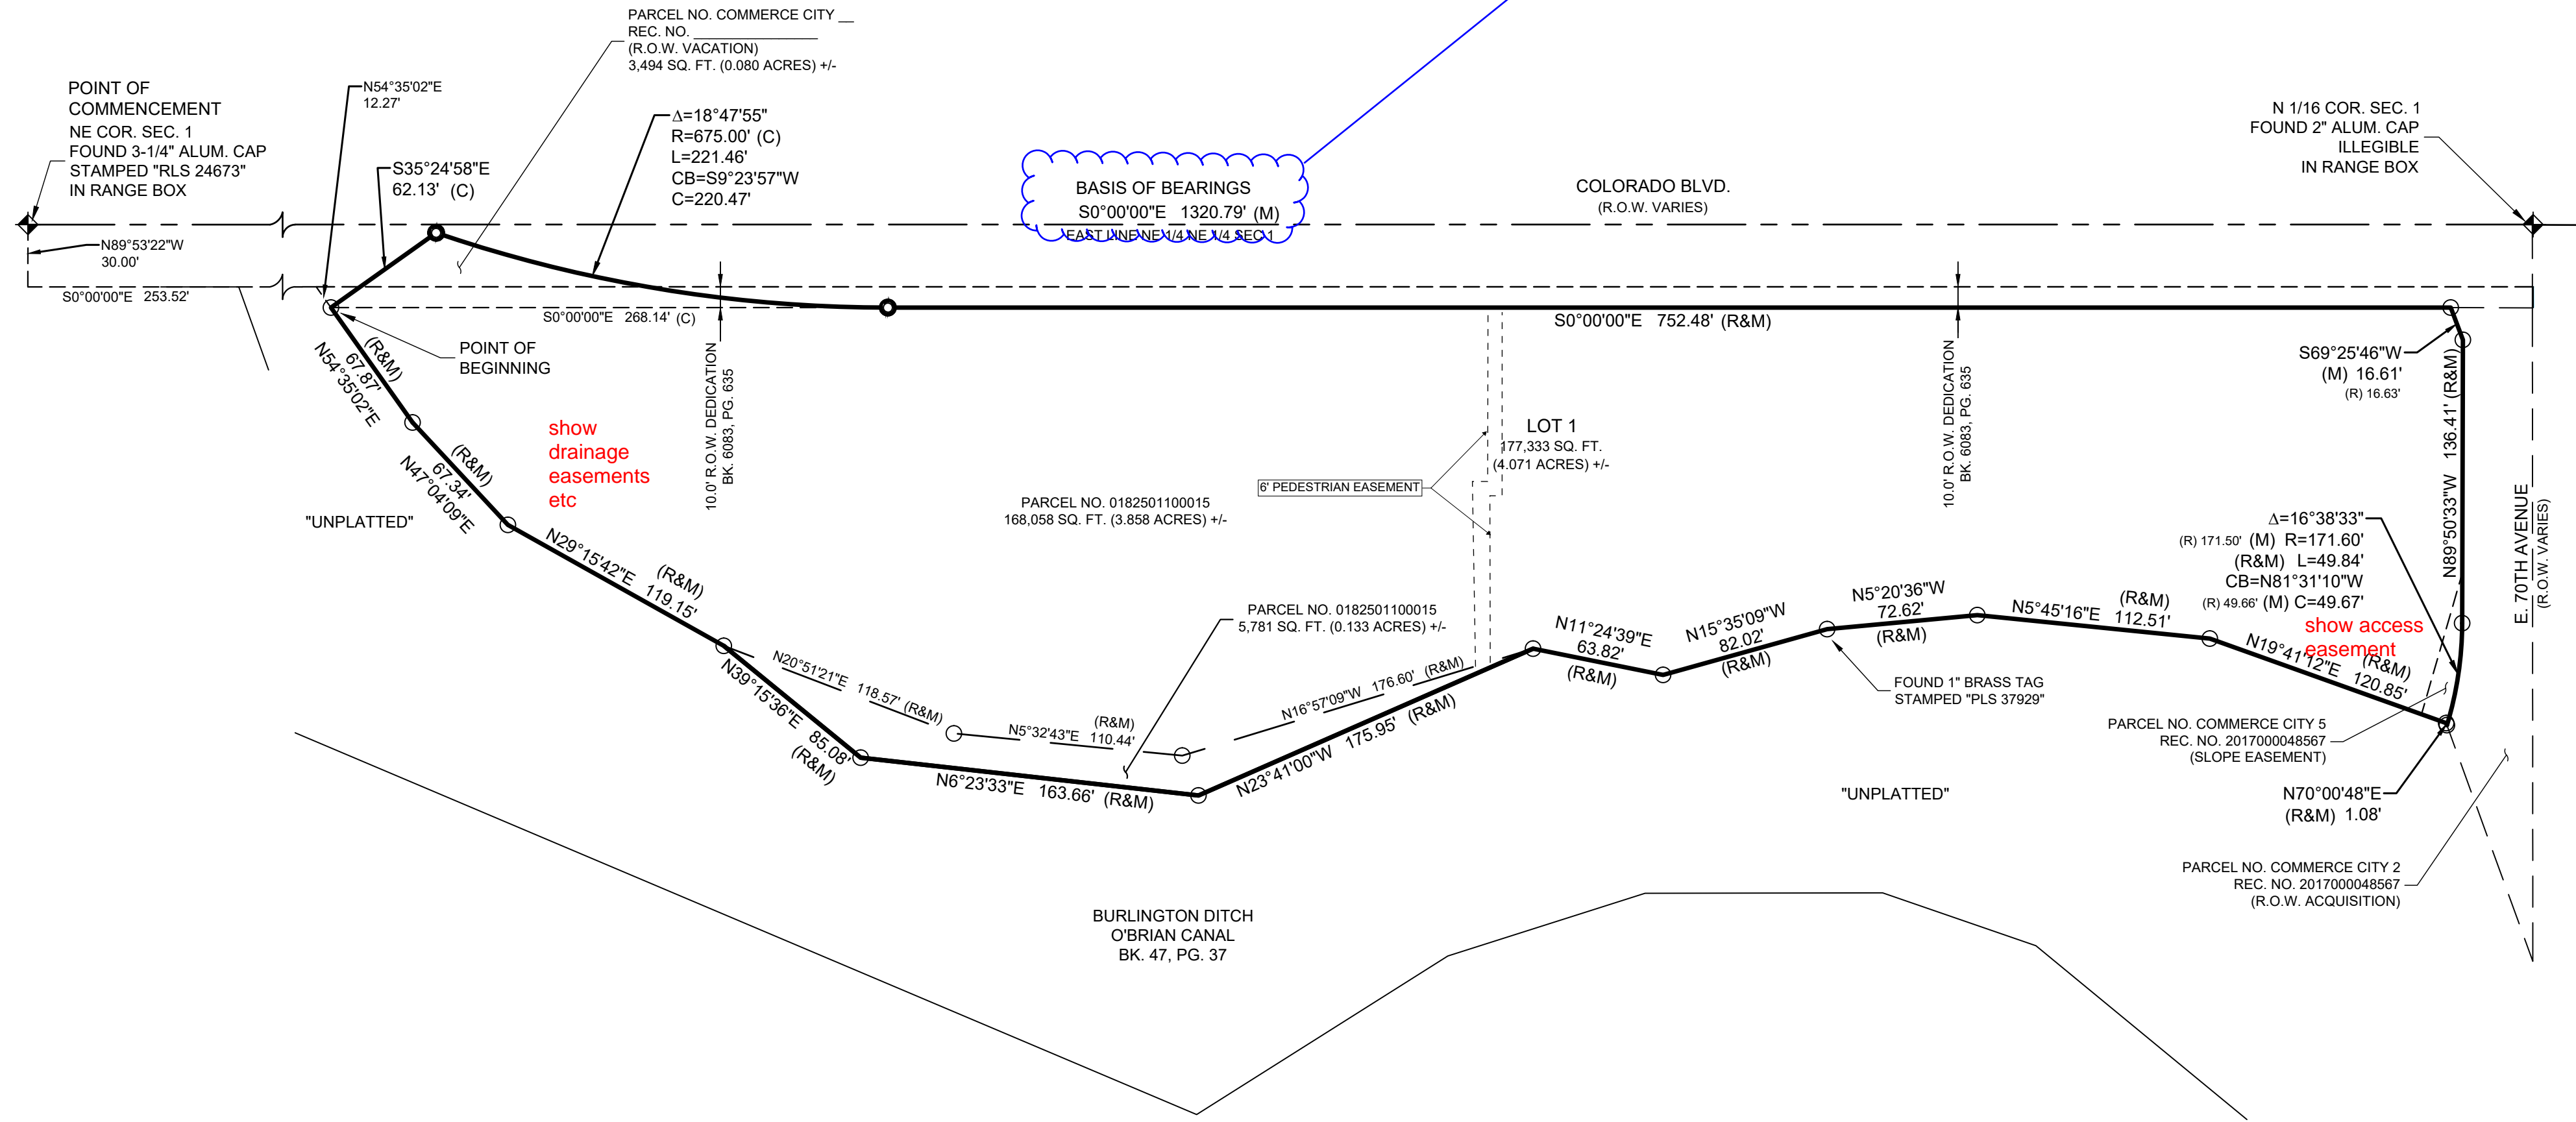 PARCEL NO. COMMERCE CITY __
REC. NO. ________________
(R.O.W. VACATION)
3,494 SQ. FT. (0.080 ACRES) +/-
POINT OF
COMMENCEMENT
NE COR. SEC. 1
FOUND 3-1/4" ALUM. CAP
STAMPED "RLS 24673"
IN RANGE BOX
N54°35'02"E
12.27'
S35°24'58"E
62.13' (C)
Δ=18°47'55"
R=675.00' (C)
L=221.46'
CB=S9°23'57"W
C=220.47'
BASIS OF BEARINGS
S0°00'00"E 1320.79' (M)
EAST LINE NE 1/4 NE 1/4 SEC 1
COLORADO BLVD.
(R.O.W. VARIES)
N 1/16 COR. SEC. 1
FOUND 2" ALUM. CAP
ILLEGIBLE
IN RANGE BOX
N89°53'22"W
30.00'
S0°00'00"E 253.52'
S0°00'00"E 268.14' (C)
S0°00'00"E 752.48' (R&M)
POINT OF
BEGINNING
(R&M)
67.87'
N54°35'02"E
(R&M)
67.34'
N47°04'09"E
show
drainage
easements
etc
"UNPLATTED"
10.0' R.O.W. DEDICATION
BK. 6083, PG. 635
LOT 1
177,333 SQ. FT.
(4.071 ACRES) +/-
6' PEDESTRIAN EASEMENT
PARCEL NO. 0182501100015
168,058 SQ. FT. (3.858 ACRES) +/-
10.0' R.O.W. DEDICATION
BK. 6083, PG. 635
S69°25'46"W
(M) 16.61'
(R) 16.63'
N89°50'33"W 136.41' (R&M)
E. 70TH AVENUE
(R.O.W. VARIES)
Δ=16°38'33"
(R) 171.50' (M) R=171.60'
(R&M) L=49.84'
CB=N81°31'10"W
(R) 49.66' (M) C=49.67'
show access
easement
N29°15'42"E 119.15'
(R&M)
PARCEL NO. 0182501100015
5,781 SQ. FT. (0.133 ACRES) +/-
N11°24'39"E
63.82'
(R&M)
N15°35'09"W
82.02'
(R&M)
N5°20'36"W
72.62'
(R&M)
N5°45'16"E 112.51'
(R&M)
N19°41'12"E 120.85'
(R&M)
N39°15'36"E 85.08'
(R&M)
N20°51'21"E 118.57' (R&M)
N5°32'43"E 110.44'
(R&M)
N16°57'09"W 176.60' (R&M)
N6°23'33"E 163.66' (R&M)
N23°41'00"W 175.95' (R&M)
FOUND 1" BRASS TAG
STAMPED "PLS 37929"
PARCEL NO. COMMERCE CITY 5
REC. NO. 2017000048567
(SLOPE EASEMENT)
"UNPLATTED"
N70°00'48"E
(R&M) 1.08'
PARCEL NO. COMMERCE CITY 2
REC. NO. 2017000048567
(R.O.W. ACQUISITION)
BURLINGTON DITCH
O'BRIAN CANAL
BK. 47, PG. 37